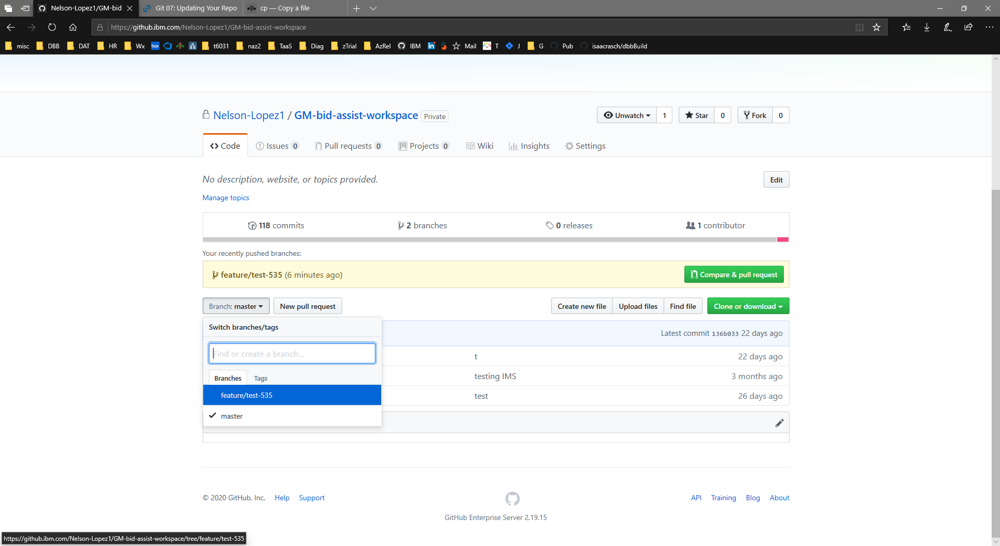 Nelson-Lopez1/GM-bid
Git 07: Updating Your Repo
cp — Copy a file
https://github.ibm.com/Nelson-Lopez1/GM-bid-assist-workspace
misc DBB DAT HR Wx box t6031 naz2 TaaS Diag zTrial AzRel IBM in Mail T J G Pub isaacrasch/dbbBuild
Nelson-Lopez1 / GM-bid-assist-workspace Private
Unwatch 1 Star 0 Fork 0
Code Issues 0 Pull requests 0 Projects 0 Wiki Insights Settings
No description, website, or topics provided.
Edit
Manage topics
118 commits 2 branches 0 releases 1 contributor
Your recently pushed branches:
feature/test-535 (6 minutes ago)
Compare & pull request
Branch: master New pull request Create new file Upload files Find file Clone or download
Switch branches/tags
Latest commit 136b033 22 days ago
Find or create a branch...
t 22 days ago
testing IMS 3 months ago
Branches Tags
feature/test-535
test 26 days ago
master
© 2020 GitHub, Inc. Help Support
API Training Blog About
GitHub Enterprise Server 2.19.15
https://github.ibm.com/Nelson-Lopez1/GM-bid-assist-workspace/tree/feature/test-535